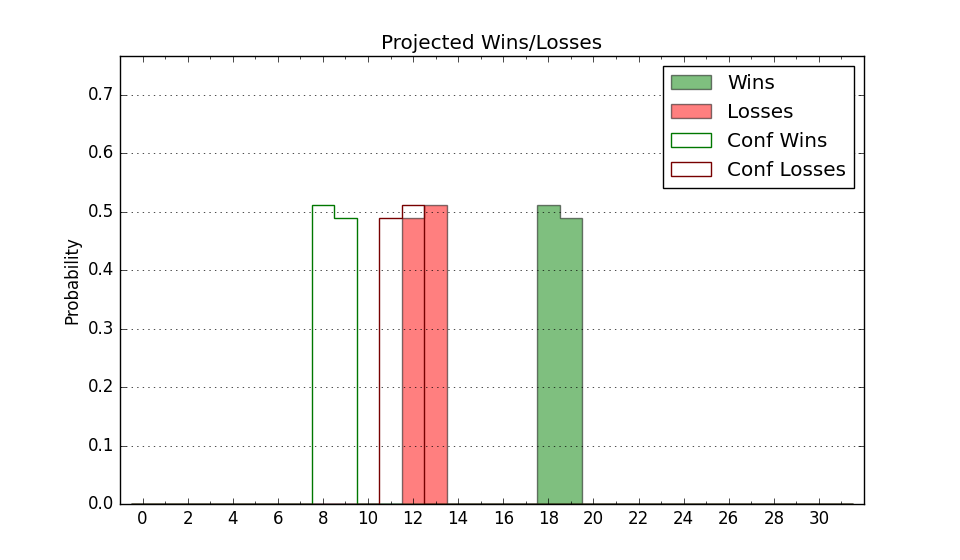 Projected Wins/Losses
Wins
Losses
Conf Wins
Conf Losses
Probability
0.7
0.6
0.5
0.4
0.3
0.2
0.1
0.0
0 2 4 6 8 10 12 14 16 18 20 22 24 26 28 30